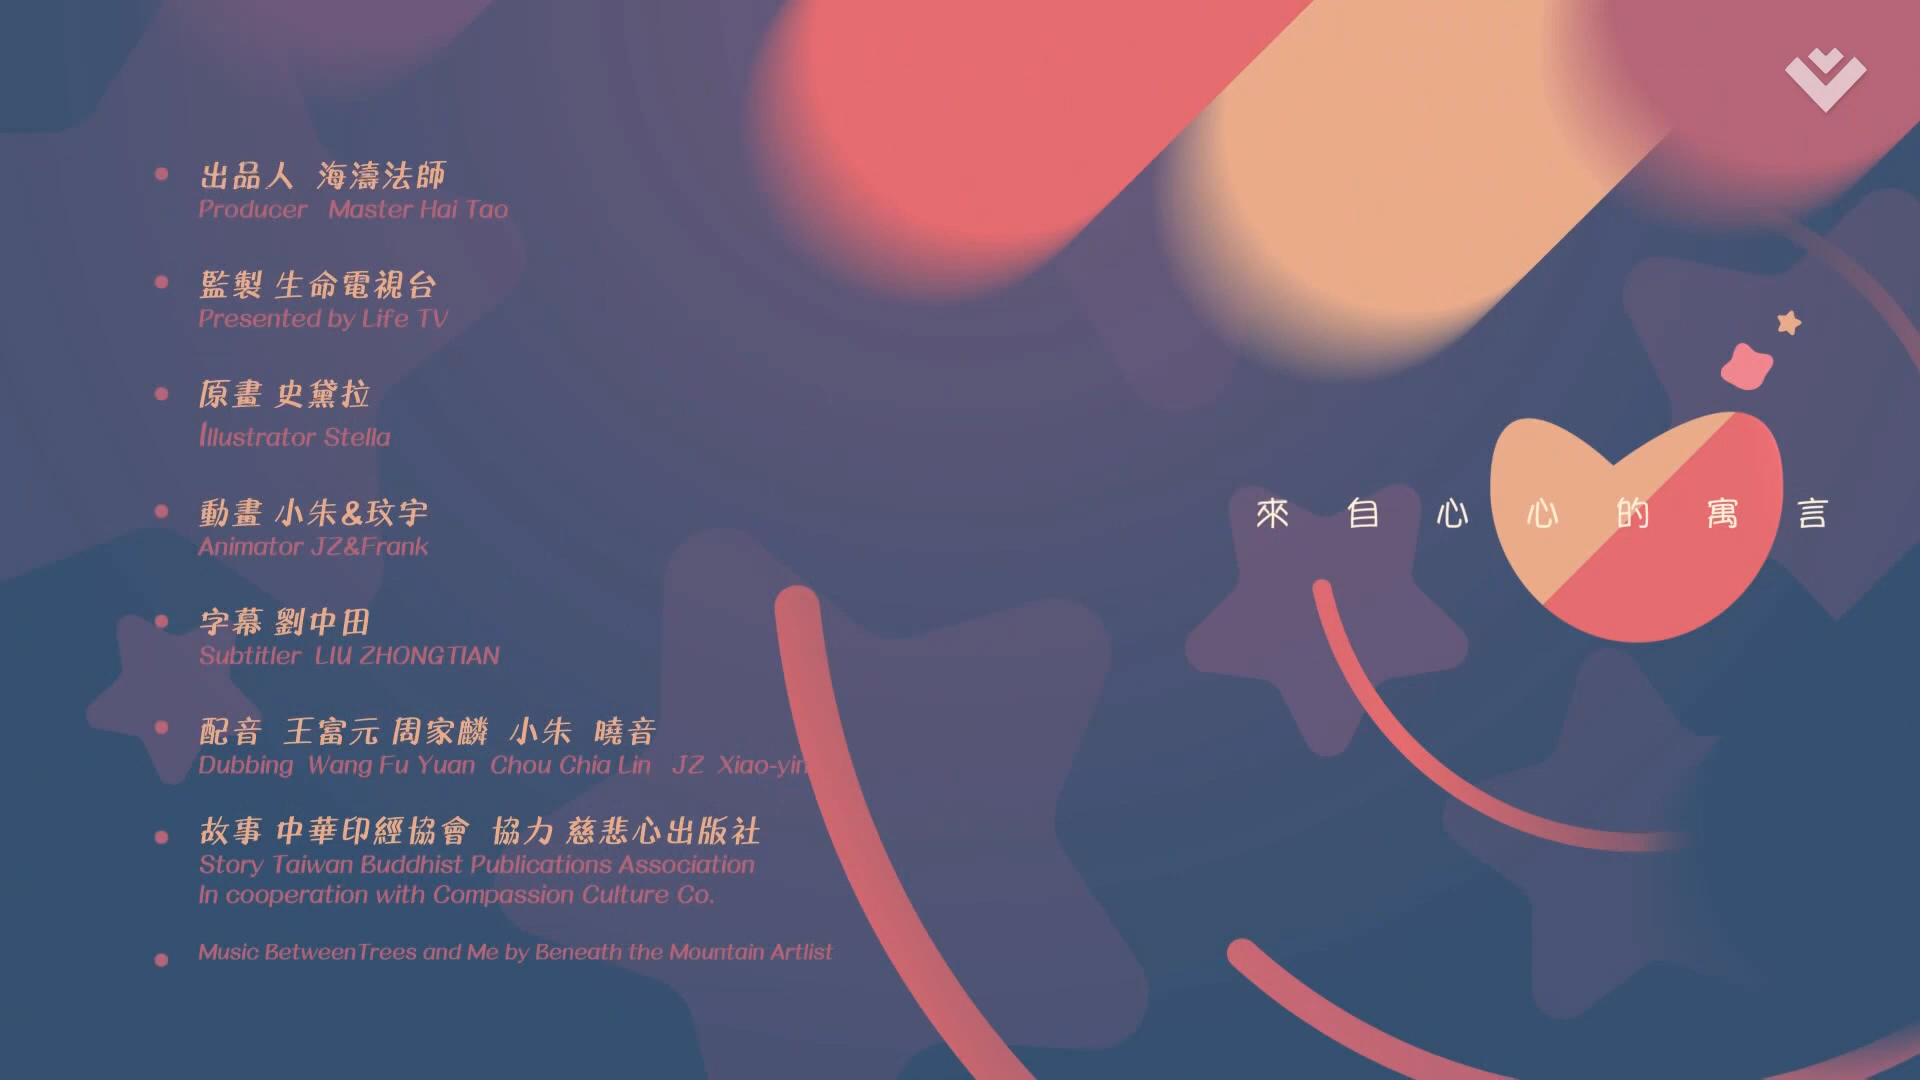 出品人 海濤法師
Producer Master Hai Tao
監製 生命電視台
Presented by Life TV
原畫 史黛拉
Illustrator Stella
動畫 小朱&玟宇
Animator JZ&Frank
字幕 劉中田
Subtitler LIU ZHONGTIAN
配音 王富元 周家麟 小朱 曉音
Dubbing Wang Fu Yuan Chou Chia Lin JZ Xiao-yin
故事 中華印經協會 協力 慈悲心出版社
Story Taiwan Buddhist Publications Association
In cooperation with Compassion Culture Co.
Music BetweenTrees and Me by Beneath the Mountain Artlist
來自心心的寓言